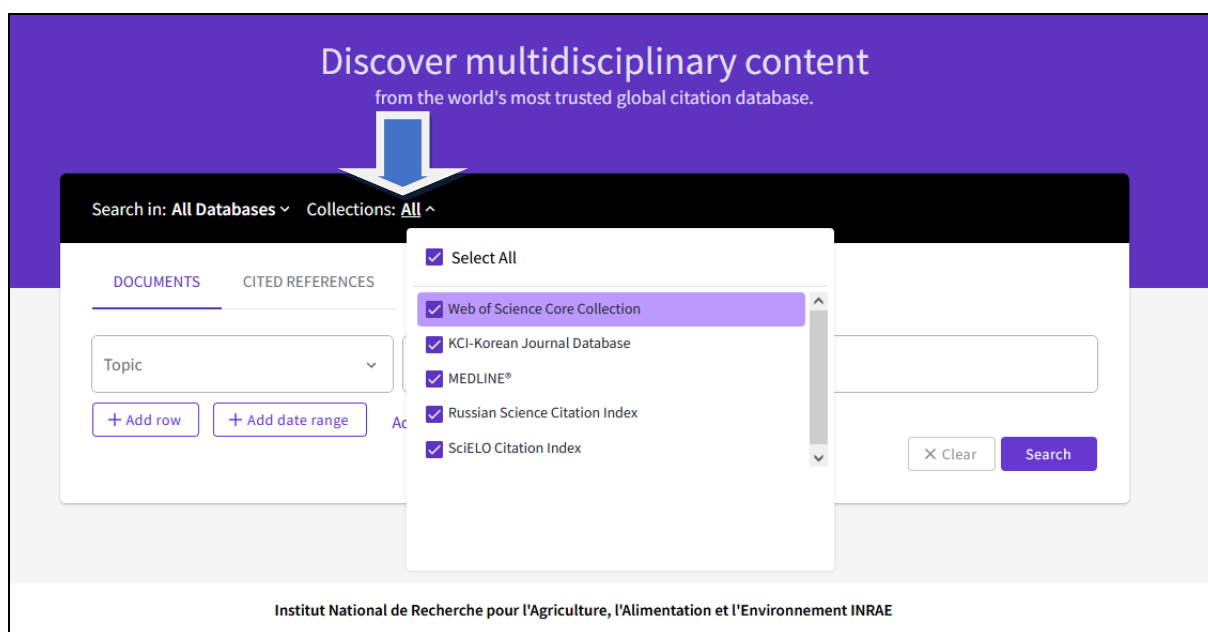 Discover multidisciplinary content
from the world's most trusted global citation database.
Search in: All Databases Collections: All
Select All
DOCUMENTS CITED REFERENCES
Web of Science Core Collection
KCI-Korean Journal Database
Topic
MEDLINE®
+ Add row + Add date range
Russian Science Citation Index
SciELO Citation Index
× Clear Search
Institut National de Recherche pour l'Agriculture, l'Alimentation et l'Environnement INRAE